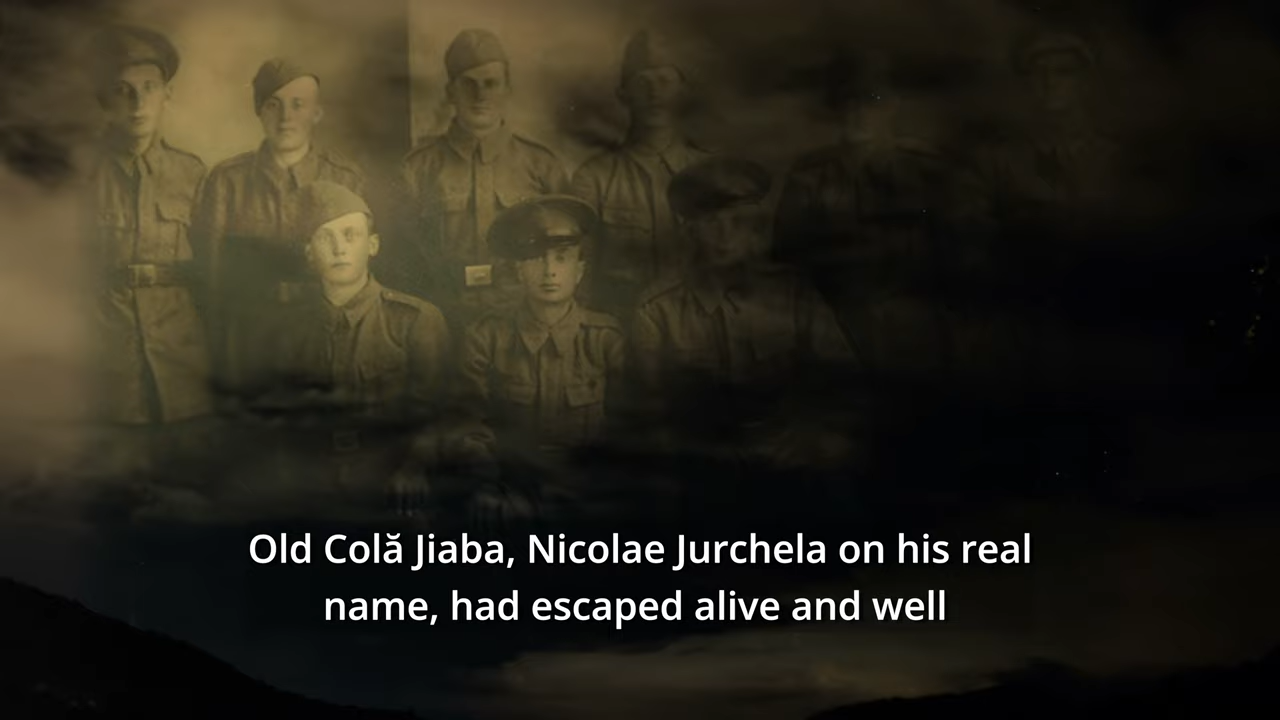 Old Colă Jiaba, Nicolae Jurchela on his real
name, had escaped alive and well